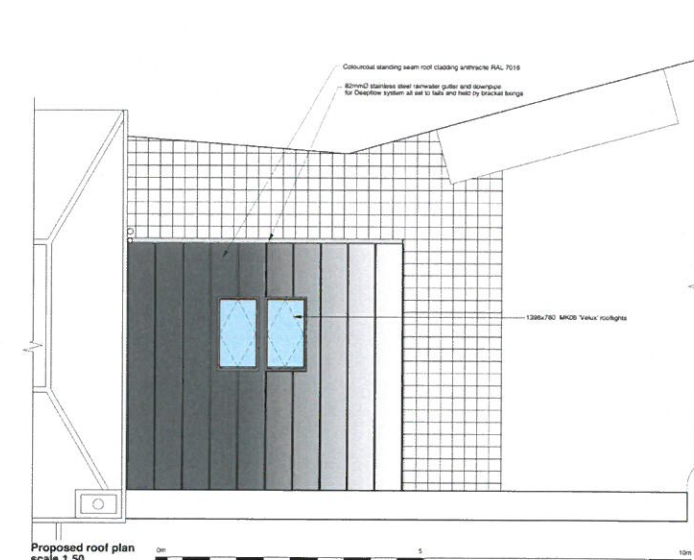 Colourcoat standing seam roof cladding anthracite RAL 7016
82mmO stainless steel rainwater gutter and downpipe
for Deepflow system all set to falls and held by bracket fixings
1398x780 MK08 'Velux' rooflights
Proposed roof plan
scale 1.50
0m
5
10m